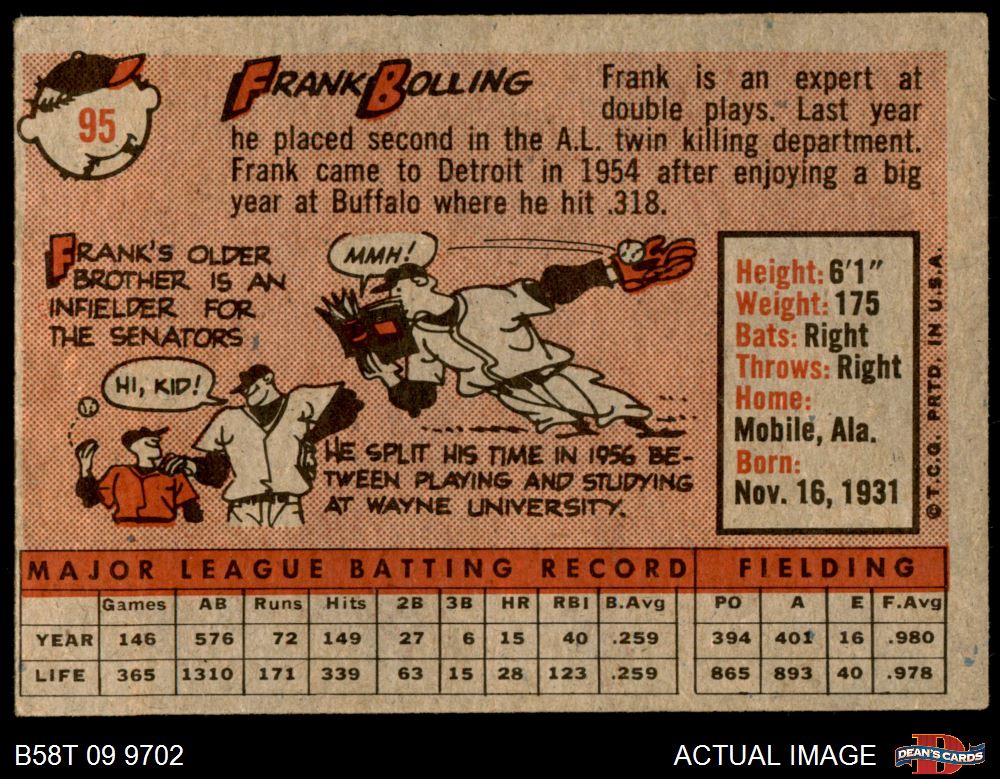 95
FRANK BOLLING
Frank is an expert at
double plays. Last year
he placed second in the A.L. twin killing department.
Frank came to Detroit in 1954 after enjoying a big
year at Buffalo where he hit .318.
FRANK'S OLDER
BROTHER IS AN
INFIELDER FOR
THE SENATORS
HI, KID!
MMH!
HE SPLIT HIS TIME IN 1956 BE-
TWEEN PLAYING AND STUDYING
AT WAYNE UNIVERSITY.
Height: 6'1"
Weight: 175
Bats: Right
Throws: Right
Home:
Mobile, Ala.
Born:
Nov. 16, 1931
©T.C.G. PRTD. IN U.S.A.
MAJOR LEAGUE BATTING RECORD FIELDING
Games AB Runs Hits 2B 3B HR RBI B.Avg PO A E F.Avg
YEAR 146 576 72 149 27 6 15 40 .259 394 401 16 .980
LIFE 365 1310 171 339 63 15 28 123 .259 865 893 40 .978
B58T 09 9702
ACTUAL IMAGE
D
DEAN'S CARDS